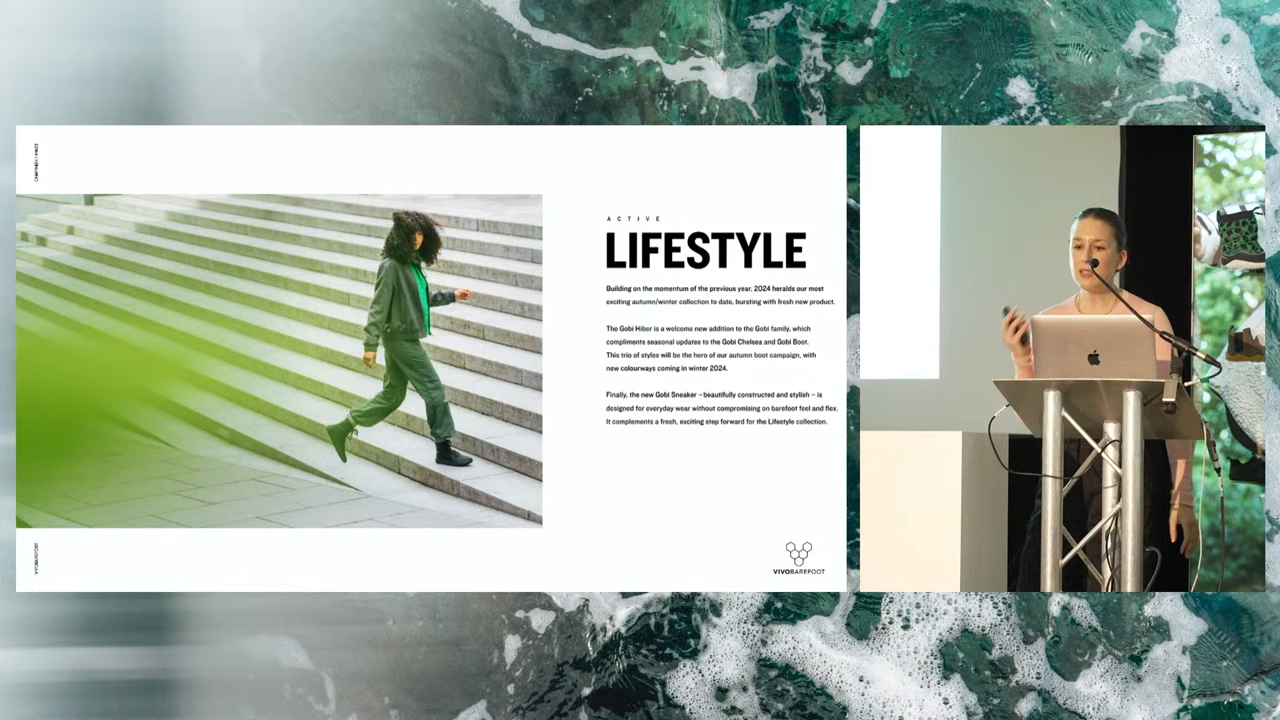 ACTIVE
LIFESTYLE
Building on the momentum of the previous year, 2024 heralds our most
exciting autumn/winter collection to date, bursting with fresh new product.
The Gobi Hiber is a welcome new addition to the Gobi family, which
compliments seasonal updates to the Gobi Chelsea and Gobi Boot.
This trio of styles will be the hero of our autumn boot campaign, with
new colourways coming in winter 2024.
Finally, the new Gobi Sneaker – beautifully constructed and stylish – is
designed for everyday wear without compromising on barefoot feel and flex.
It complements a fresh, exciting step forward for the Lifestyle collection.
VIVOBAREFOOT
VIVOBAREFOOT